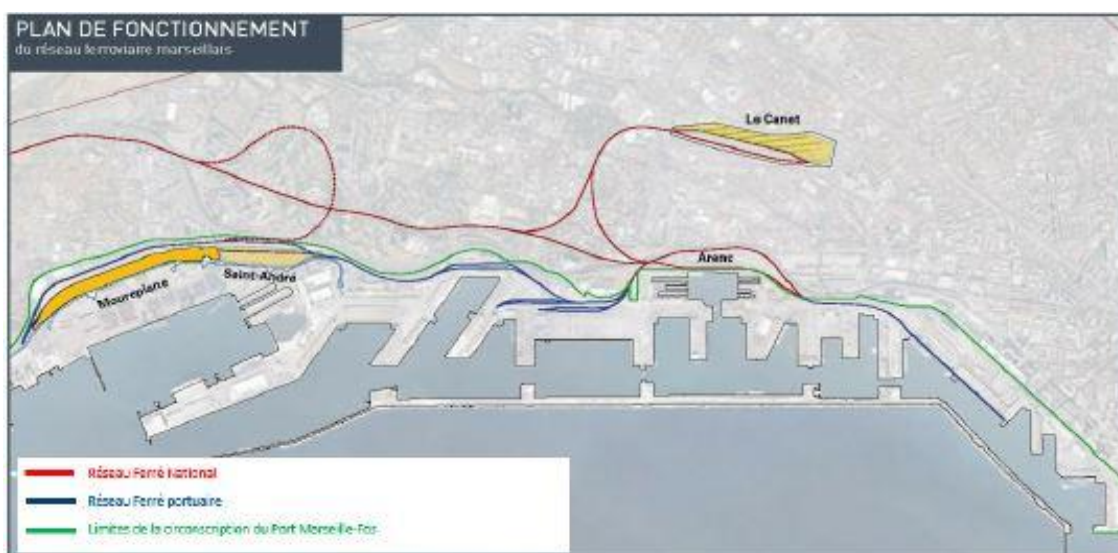 PLAN DE FONCTIONNEMENT
du réseau ferroviaire marseillais
Le Canet
Arenc
Saint-André
Mourepiane
Réseau Ferré National
Réseau Ferré portuaire
Limites de la circonscription du Port Marseille-Fos